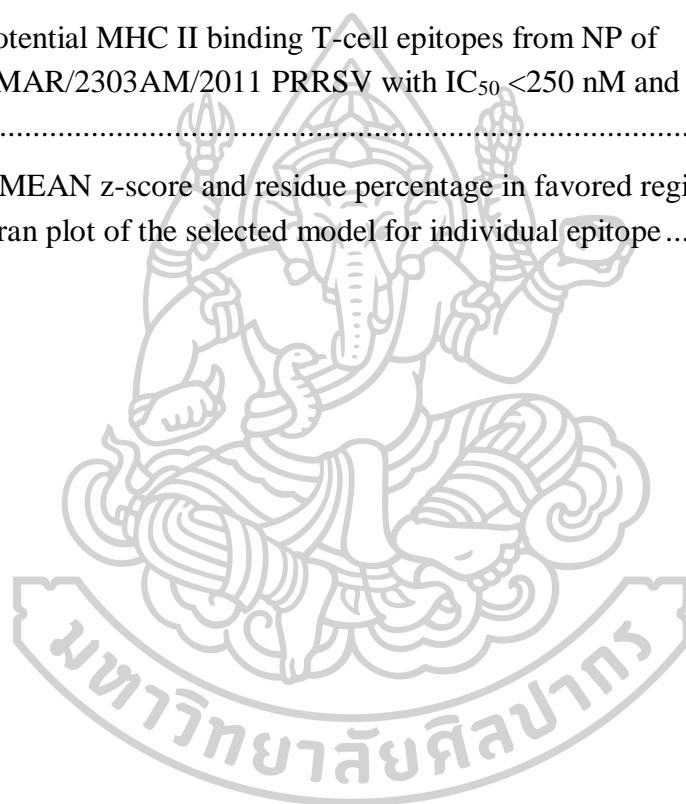 otential MHC II binding T-cell epitopes from NP of
MAR/2303AM/2011 PRRSV with IC₅₀ <250 nM and
MEAN z-score and residue percentage in favored regi
ran plot of the selected model for individual epitope ...
มหาวิทยาลัยศิลปากร